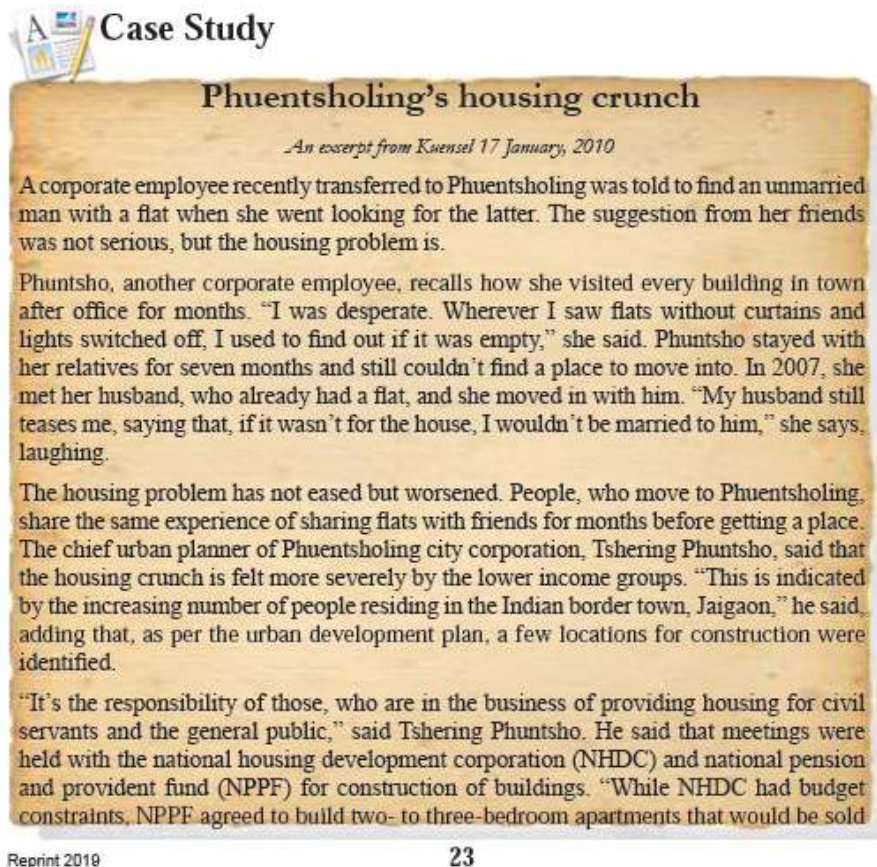 Case Study
Phuentsholing's housing crunch
An excerpt from Kuensel 17 January, 2010
A corporate employee recently transferred to Phuentsholing was told to find an unmarried
man with a flat when she went looking for the latter. The suggestion from her friends
was not serious, but the housing problem is.
Phuntsho, another corporate employee, recalls how she visited every building in town
after office for months. “I was desperate. Wherever I saw flats without curtains and
lights switched off, I used to find out if it was empty,” she said. Phuntsho stayed with
her relatives for seven months and still couldn't find a place to move into. In 2007, she
met her husband, who already had a flat, and she moved in with him. “My husband still
teases me, saying that, if it wasn't for the house, I wouldn't be married to him,” she says,
laughing.
The housing problem has not eased but worsened. People, who move to Phuentsholing,
share the same experience of sharing flats with friends for months before getting a place.
The chief urban planner of Phuentsholing city corporation, Tshering Phuntsho, said that
the housing crunch is felt more severely by the lower income groups. “This is indicated
by the increasing number of people residing in the Indian border town, Jaigaon,” he said,
adding that, as per the urban development plan, a few locations for construction were
identified.
“It's the responsibility of those, who are in the business of providing housing for civil
servants and the general public,” said Tshering Phuntsho. He said that meetings were
held with the national housing development corporation (NHDC) and national pension
and provident fund (NPPF) for construction of buildings. “While NHDC had budget
constraints, NPPF agreed to build two- to three-bedroom apartments that would be sold
Reprint 2019
23